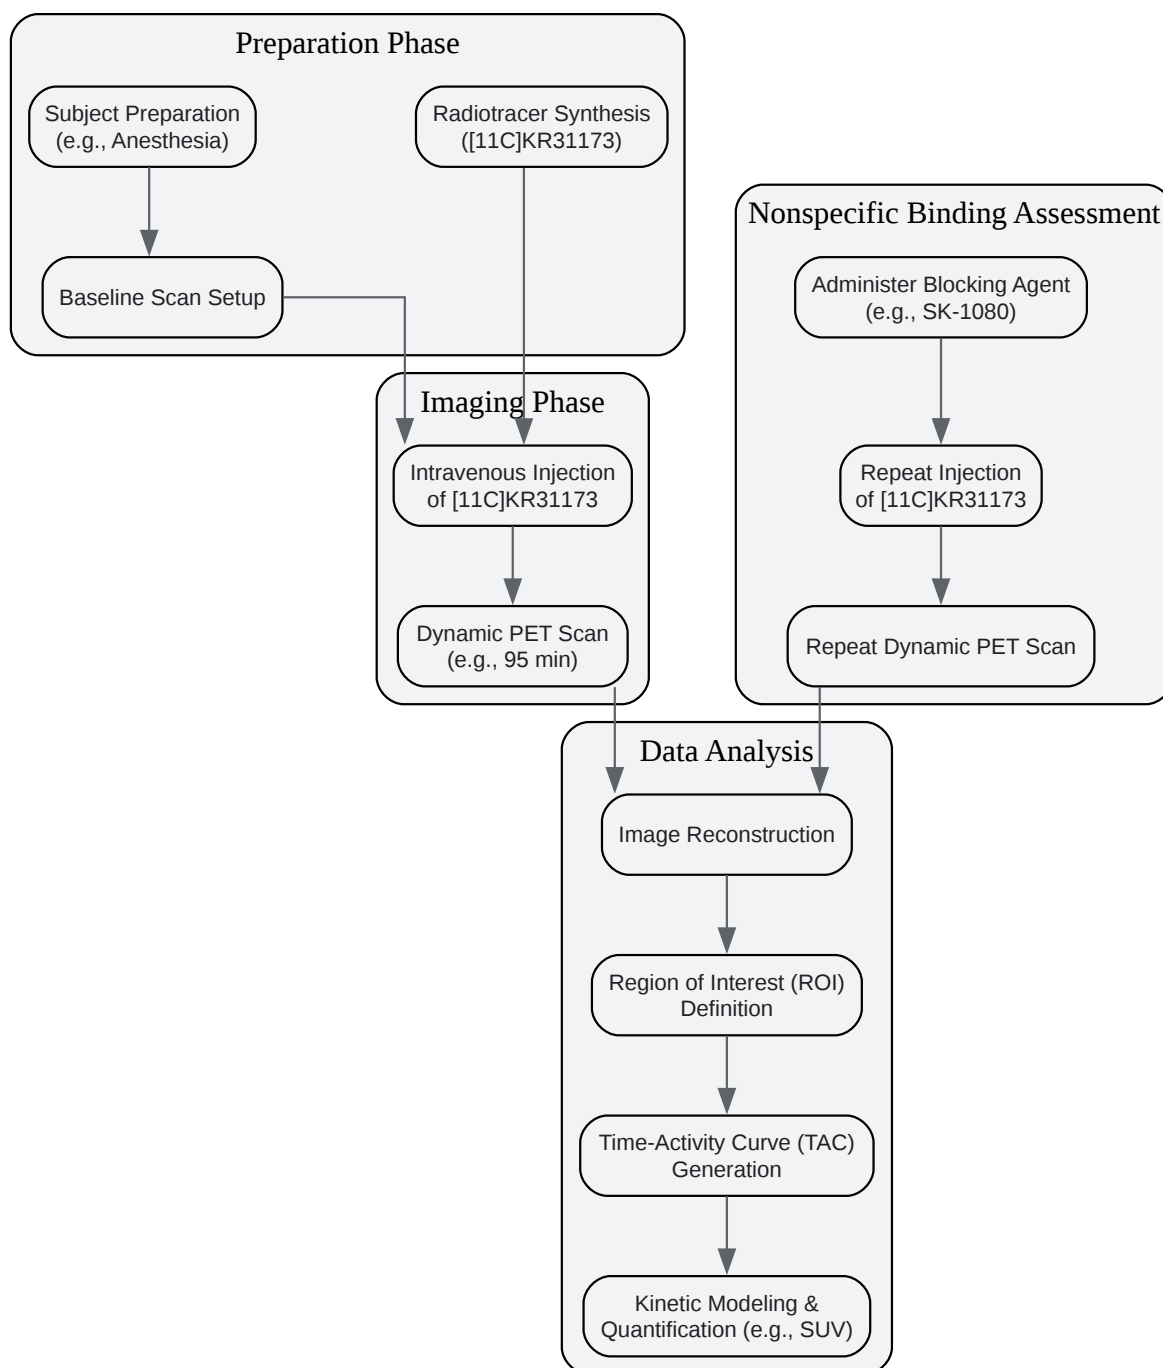 Preparation Phase
Subject Preparation
(e.g., Anesthesia)
Radiotracer Synthesis
([11C]KR31173)
Baseline Scan Setup
Nonspecific Binding Assessment
Administer Blocking Agent
(e.g., SK-1080)
Repeat Injection
of [11C]KR31173
Repeat Dynamic PET Scan
Imaging Phase
Intravenous Injection
of [11C]KR31173
Dynamic PET Scan
(e.g., 95 min)
Data Analysis
Image Reconstruction
Region of Interest (ROI)
Definition
Time-Activity Curve (TAC)
Generation
Kinetic Modeling &
Quantification (e.g., SUV)